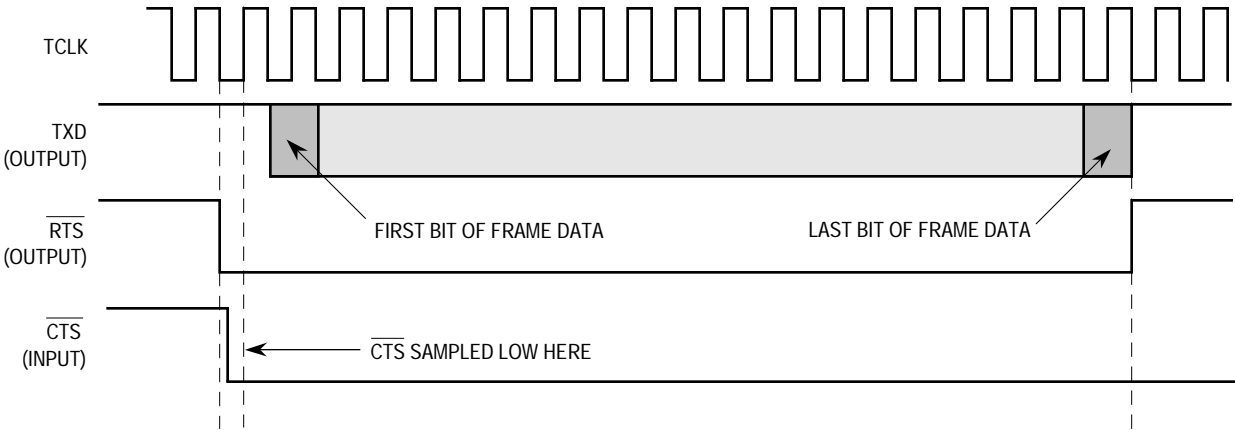 TCLK
TXD
(OUTPUT)
RTS
(OUTPUT)
FIRST BIT OF FRAME DATA
LAST BIT OF FRAME DATA
CTS
(INPUT)
CTS SAMPLED LOW HERE